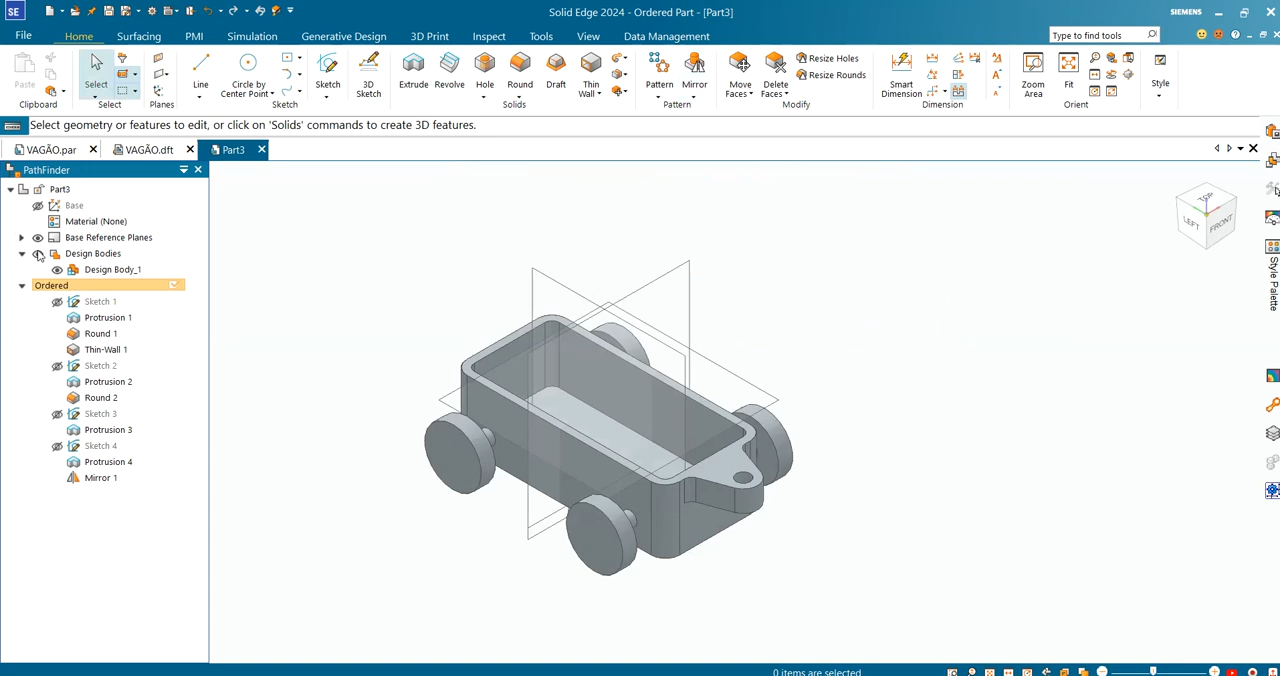 SE
Solid Edge 2024 - Ordered Part - [Part3]
SIEMENS
File
Home
Surfacing
PMI
Simulation
Generative Design
3D Print
Inspect
Tools
View
Data Management
Type to find tools
Paste
Clipboard
Select
Select
Planes
Line
Circle by Center Point
Sketch
Sketch
3D Sketch
Extrude
Revolve
Hole
Round
Draft
Thin Wall
Solids
Pattern
Mirror
Pattern
Move Faces
Delete Faces
Resize Holes
Resize Rounds
Modify
Smart Dimension
Dimension
Zoom Area
Fit
Orient
Style
Select geometry or features to edit, or click on 'Solids' commands to create 3D features.
VAGÃO.par
VAGÃO.dft
Part3
PathFinder
Part3
Base
Material (None)
Base Reference Planes
Design Bodies
Design Body_1
Ordered
Sketch 1
Protrusion 1
Round 1
Thin-Wall 1
Sketch 2
Protrusion 2
Round 2
Sketch 3
Protrusion 3
Sketch 4
Protrusion 4
Mirror 1
TOP
LEFT
FRONT
Style Palette
0 items are selected